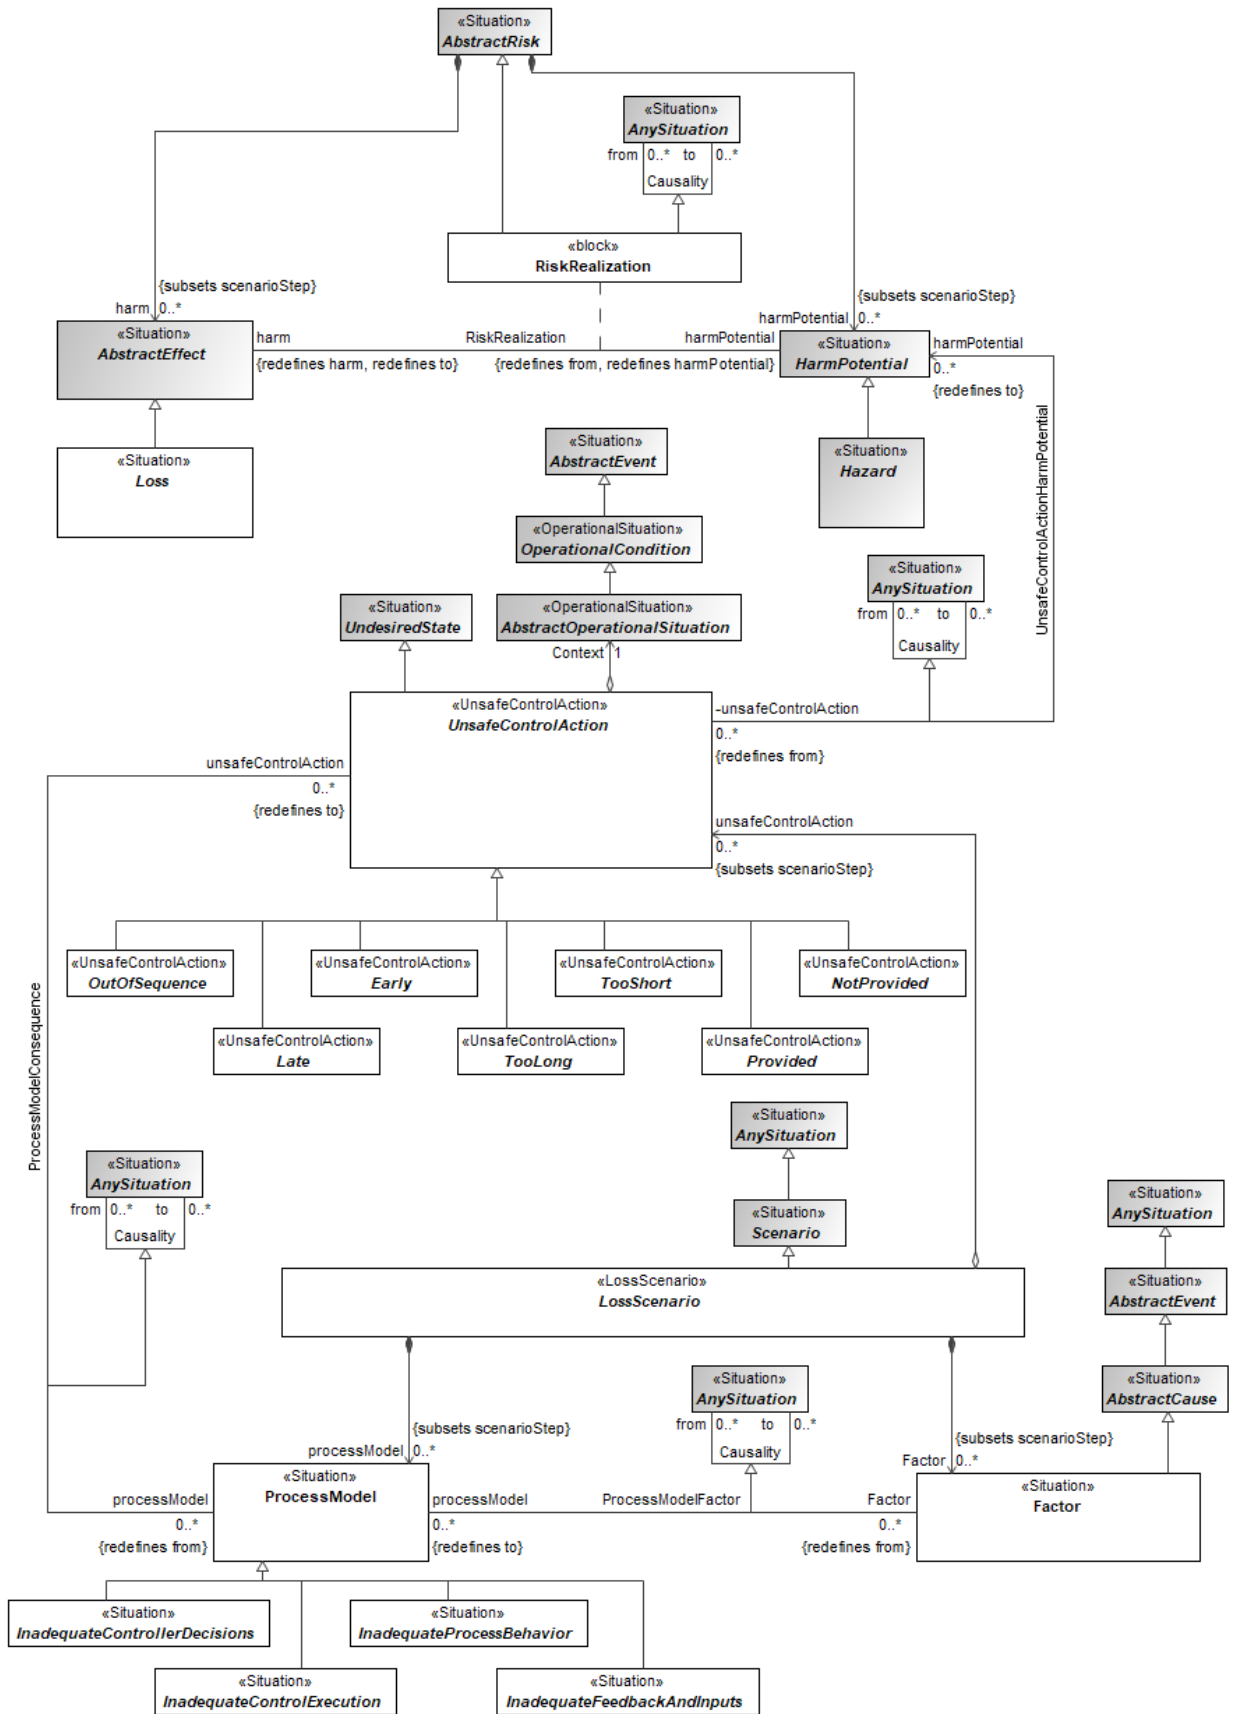 «Situation»
AbstractRisk
«Situation»
AnySituation
from 0..* to 0..*
Causality
«block»
RiskRealization
{subsets scenarioStep}
harm 0..*
{subsets scenarioStep}
harmPotential 0..*
«Situation»
AbstractEffect
harm
RiskRealization
harmPotential
{redefines harm, redefines to}
{redefines from, redefines harmPotential}
«Situation»
HarmPotential
harmPotential
0..*
{redefines to}
«Situation»
Loss
«Situation»
AbstractEvent
«Situation»
Hazard
UnsafeControlActionHarmPotential
«OperationalSituation»
OperationalCondition
«Situation»
AnySituation
from 0..* to 0..*
Causality
«Situation»
UndesiredState
«OperationalSituation»
AbstractOperationalSituation
Context 1
«UnsafeControlAction»
UnsafeControlAction
-unsafeControlAction
0..*
{redefines from}
unsafeControlAction
0..*
{redefines to}
unsafeControlAction
0..*
{subsets scenarioStep}
«UnsafeControlAction»
OutOfSequence
«UnsafeControlAction»
Early
«UnsafeControlAction»
TooShort
«UnsafeControlAction»
NotProvided
«UnsafeControlAction»
Late
«UnsafeControlAction»
TooLong
«UnsafeControlAction»
Provided
ProcessModelConsequence
«Situation»
AnySituation
«Situation»
AnySituation
from 0..* to 0..*
Causality
«Situation»
Scenario
«Situation»
AnySituation
«LossScenario»
LossScenario
«Situation»
AbstractEvent
«Situation»
AnySituation
from 0..* to 0..*
Causality
«Situation»
AbstractCause
{subsets scenarioStep}
processModel 0..*
{subsets scenarioStep}
Factor 0..*
«Situation»
ProcessModel
processModel
0..*
{redefines from}
processModel
0..*
{redefines to}
ProcessModelFactor
Factor
0..*
{redefines from}
«Situation»
Factor
«Situation»
InadequateControllerDecisions
«Situation»
InadequateProcessBehavior
«Situation»
InadequateControlExecution
«Situation»
InadequateFeedbackAndInputs